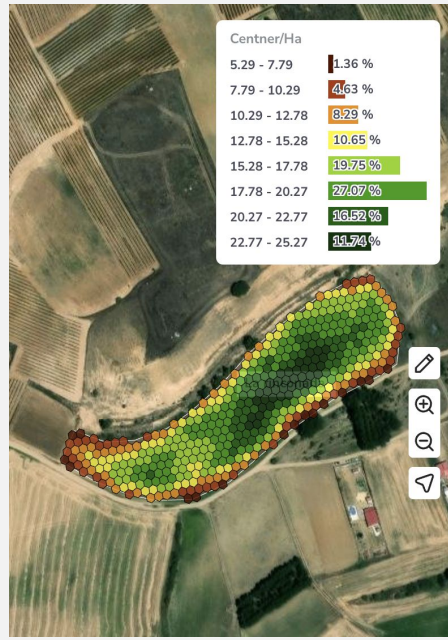 Centner/Ha
5.29 - 7.79 1.36 %
7.79 - 10.29 4.63 %
10.29 - 12.78 8.29 %
12.78 - 15.28 10.65 %
15.28 - 17.78 19.75 %
17.78 - 20.27 27.07 %
20.27 - 22.77 16.52 %
22.77 - 25.27 11.74 %